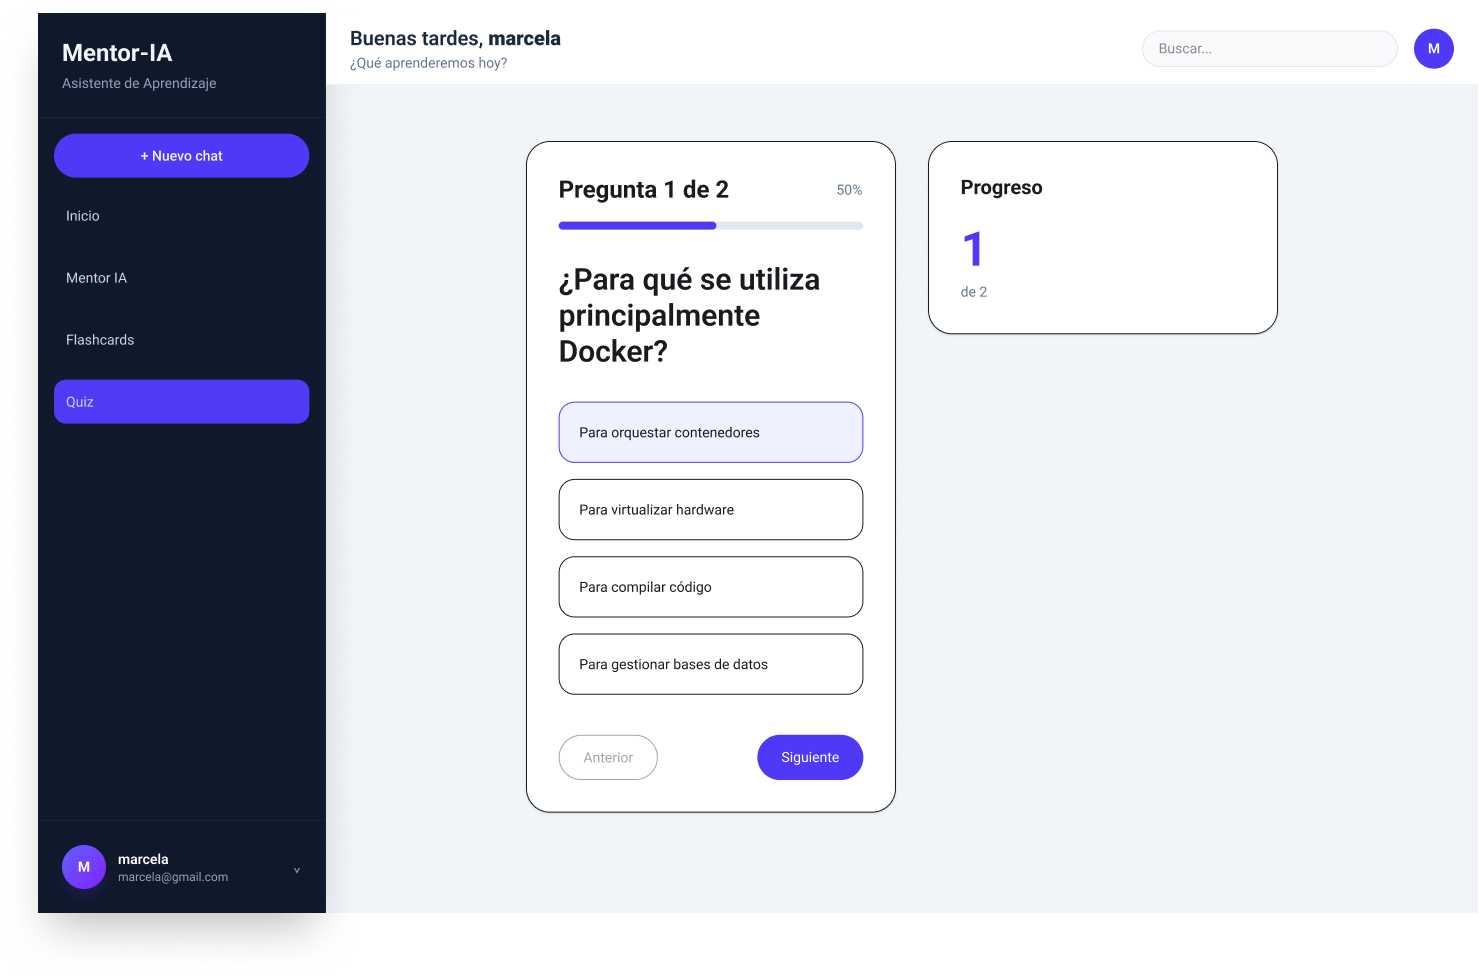 Mentor-IA
Asistente de Aprendizaje
+ Nuevo chat
Inicio
Mentor IA
Flashcards
Quiz
M
marcela
marcela@gmail.com
Buenas tardes, marcela
¿Qué aprenderemos hoy?
Buscar...
M
Pregunta 1 de 2
50%
¿Para qué se utiliza
principalmente
Docker?
Para orquestar contenedores
Para virtualizar hardware
Para compilar código
Para gestionar bases de datos
Anterior
Siguiente
Progreso
1
de 2